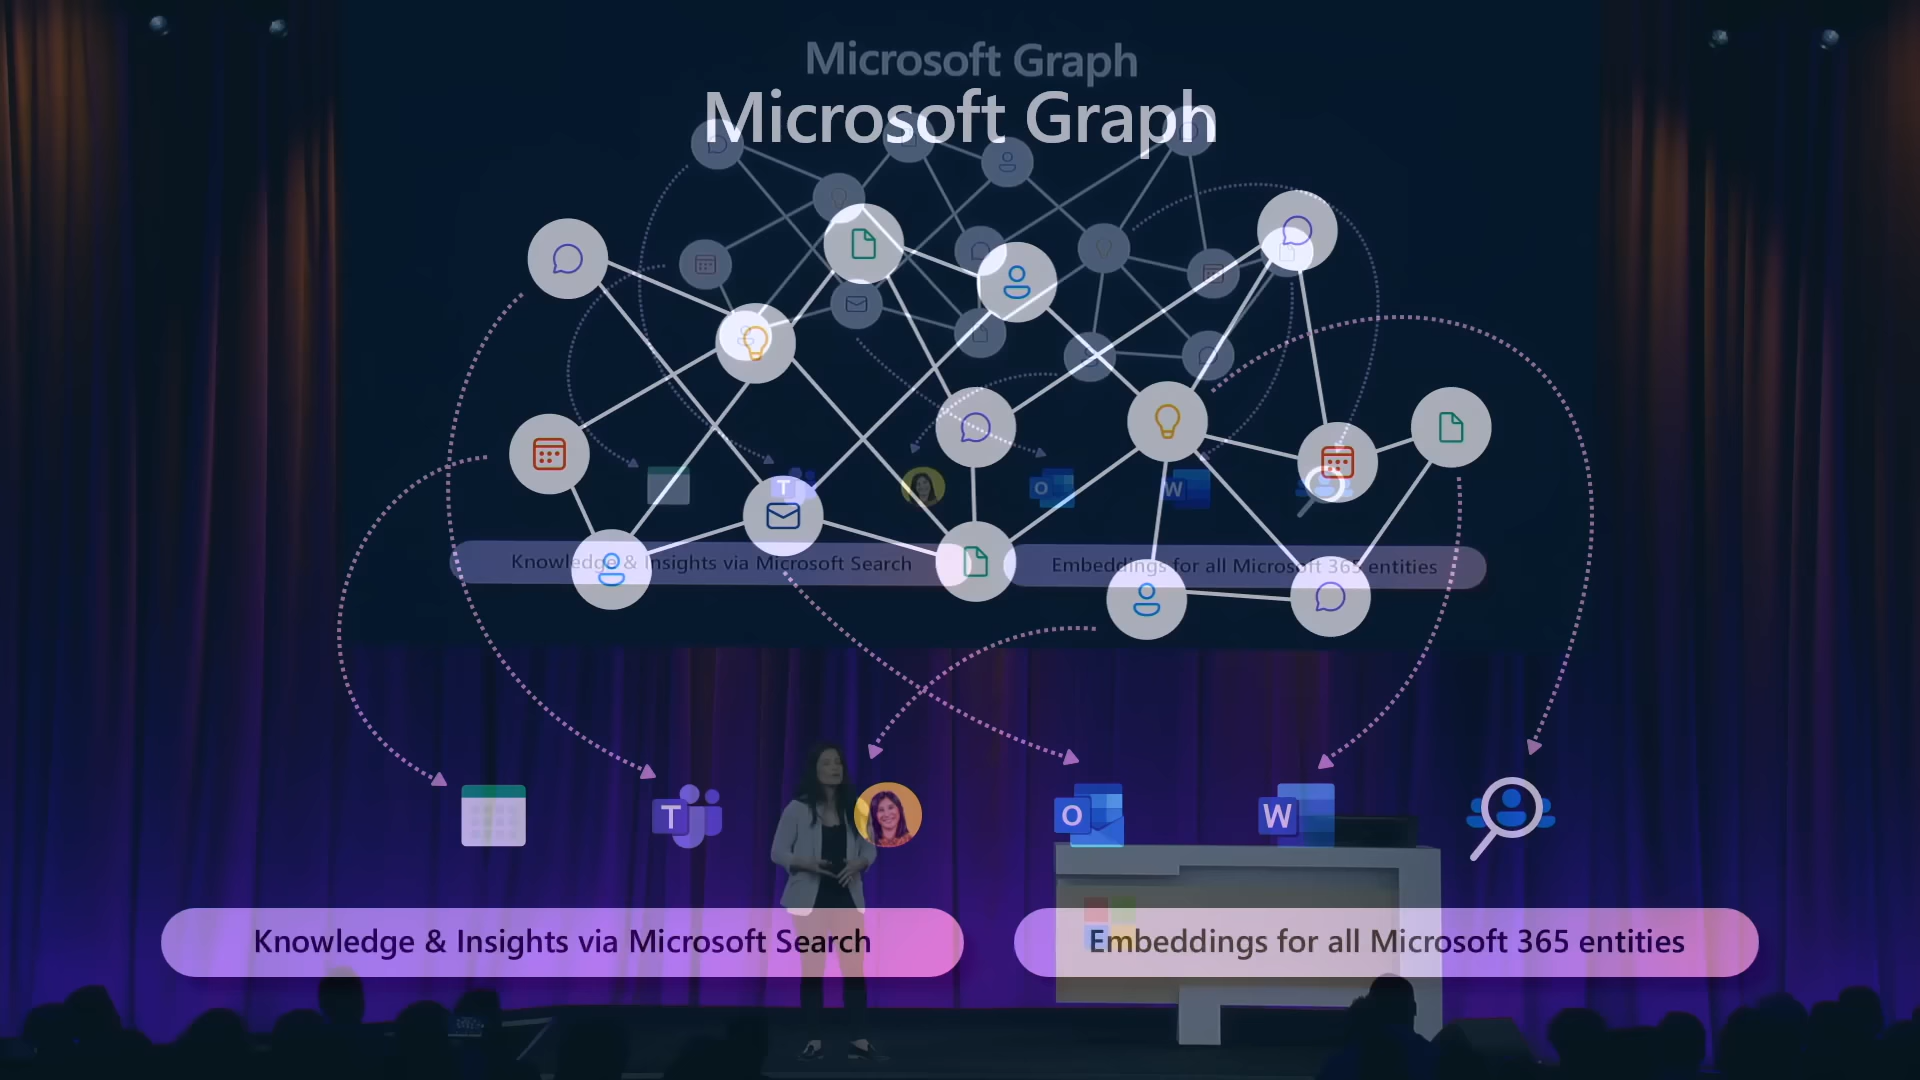 Microsoft Graph
Microsoft Graph
T
O
W
Knowledge & Insights via Microsoft Search
Embeddings for all Microsoft 365 entities
T
O
W
Knowledge & Insights via Microsoft Search
Embeddings for all Microsoft 365 entities